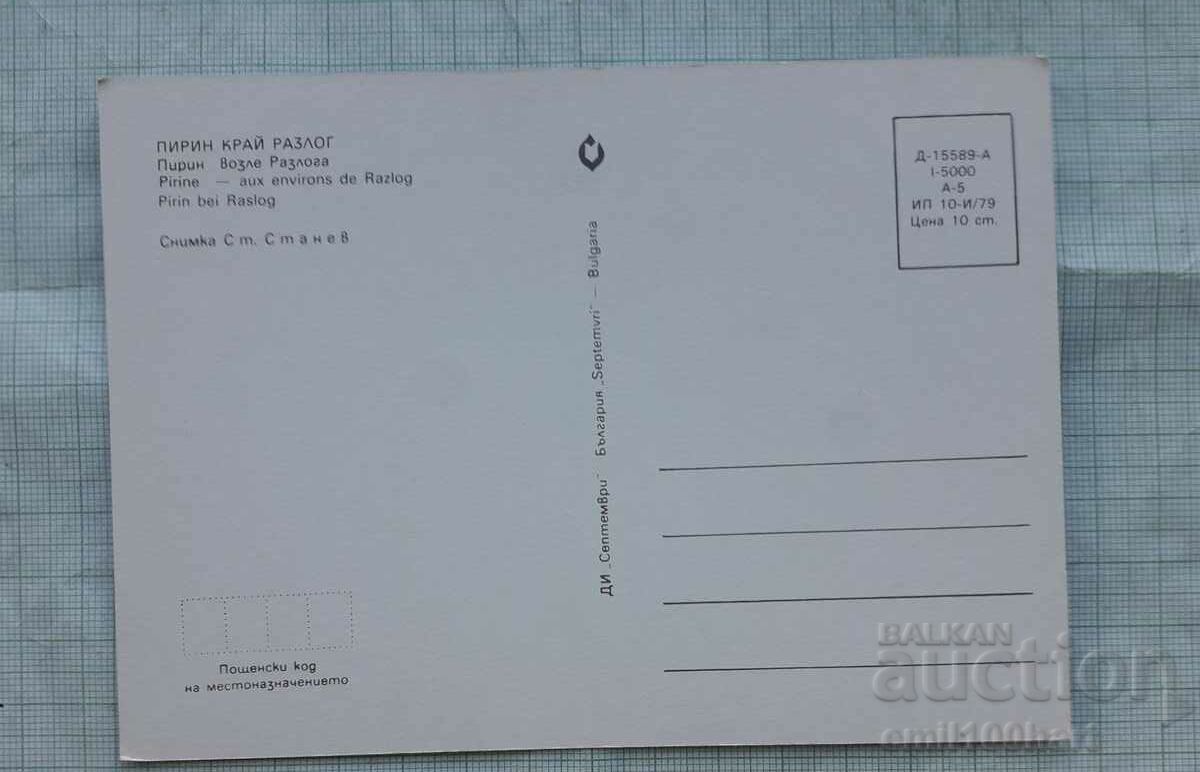 ПИРИН КРАЙ РАЗЛОГ
Пирин возле Разлога
Pirine — aux environs de Razlog
Pirin bei Raslog
Снимка Ст. Станев
ДИ „Септември" България „Septemvri" — Bulgaria
Д-15589-А
I-5000
А-5
ИП 10-И/79
Цена 10 ст.
Пощенски код
на местоназначението
BALKAN
auction